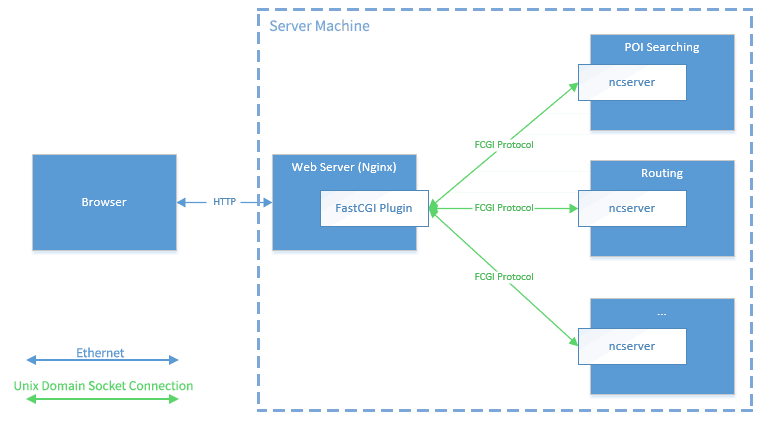 Server Machine
POI Searching
ncserver
FCGI Protocol
Web Server (Nginx)
Routing
Browser
HTTP
FastCGI Plugin
FCGI Protocol
ncserver
FCGI Protocol
...
ncserver
Ethernet
Unix Domain Socket Connection